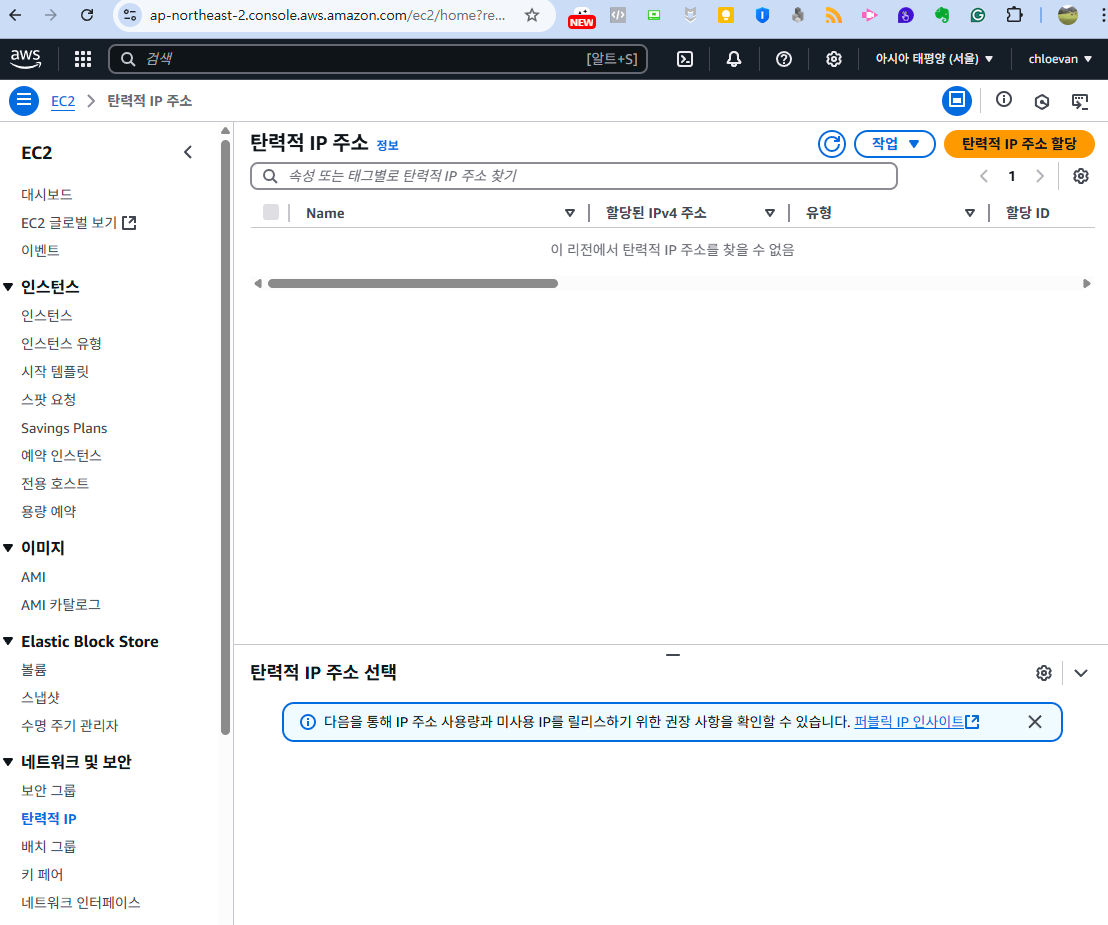 ap-northeast-2.console.aws.amazon.com/ec2/home?re...
NEW
aws
검색
[알트+S]
아시아 태평양 (서울)
chloevan
EC2
탄력적 IP 주소
EC2
대시보드
EC2 글로벌 보기
이벤트
인스턴스
인스턴스
인스턴스 유형
시작 템플릿
스팟 요청
Savings Plans
예약 인스턴스
전용 호스트
용량 예약
이미지
AMI
AMI 카탈로그
Elastic Block Store
볼륨
스냅샷
수명 주기 관리자
네트워크 및 보안
보안 그룹
탄력적 IP
배치 그룹
키 페어
네트워크 인터페이스
탄력적 IP 주소 정보
작업
탄력적 IP 주소 할당
속성 또는 태그별로 탄력적 IP 주소 찾기
1
Name
할당된 IPv4 주소
유형
할당 ID
이 리전에서 탄력적 IP 주소를 찾을 수 없음
탄력적 IP 주소 선택
다음을 통해 IP 주소 사용량과 미사용 IP를 릴리스하기 위한 권장 사항을 확인할 수 있습니다. 퍼블릭 IP 인사이트